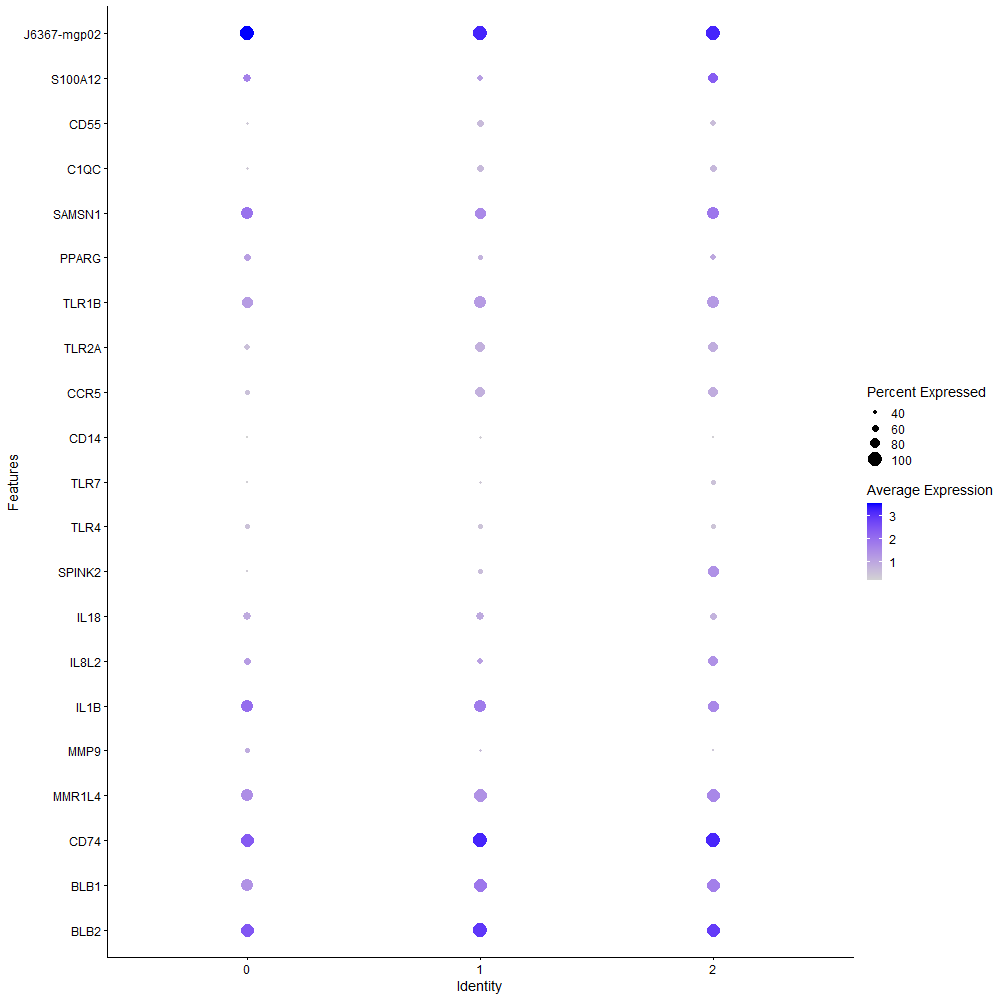 J6367-mgp02
S100A12
CD55
C1QC
SAMSN1
PPARG
TLR1B
TLR2A
CCR5
CD14
TLR7
TLR4
SPINK2
IL18
IL8L2
IL1B
MMP9
MMR1L4
CD74
BLB1
BLB2
Features
0 1 2
Identity
Percent Expressed
40
60
80
100
Average Expression
3
2
1